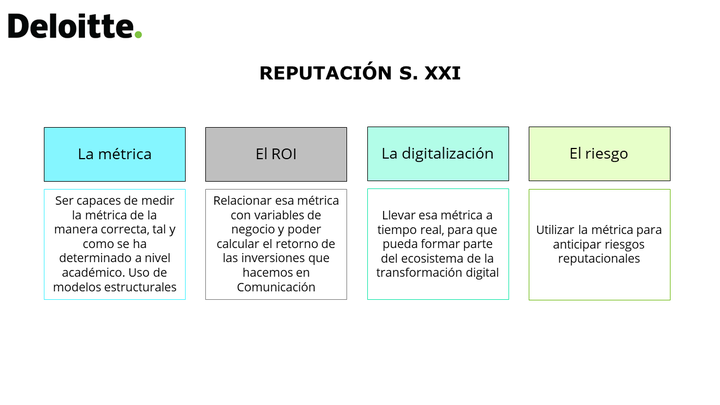 Deloitte.
REPUTACIÓN S. XXI
La métrica
El ROI
La digitalización
El riesgo
Ser capaces de medir
la métrica de la
manera correcta, tal y
como se ha
determinado a nivel
académico. Uso de
modelos estructurales
Relacionar esa métrica
con variables de
negocio y poder
calcular el retorno de
las inversiones que
hacemos en
Comunicación
Llevar esa métrica a
tiempo real, para que
pueda formar parte
del ecosistema de la
transformación digital
Utilizar la métrica para
anticipar riesgos
reputacionales